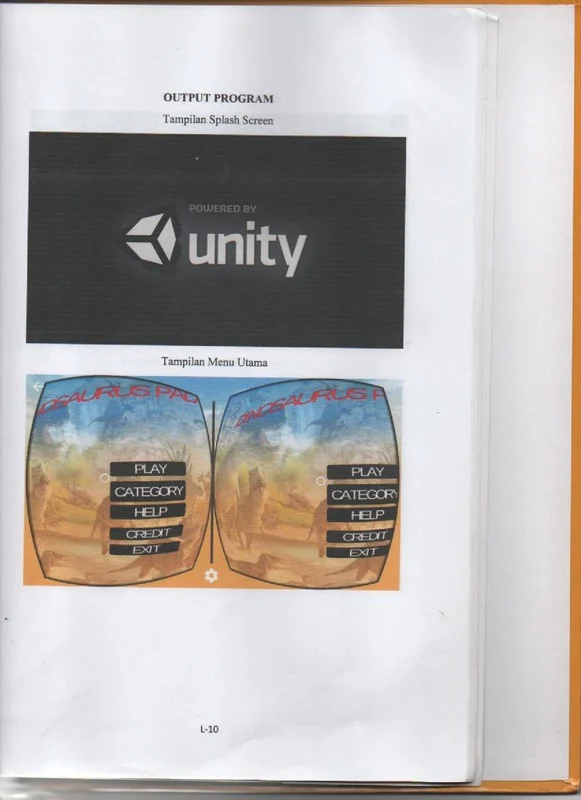 OUTPUT PROGRAM
Tampilan Splash Screen
POWERED BY
unity
Tampilan Menu Utama
PLAY
CATEGORY
HELP
CREDIT
EXIT
PLAY
CATEGORY
HELP
CREDIT
EXIT
L-10